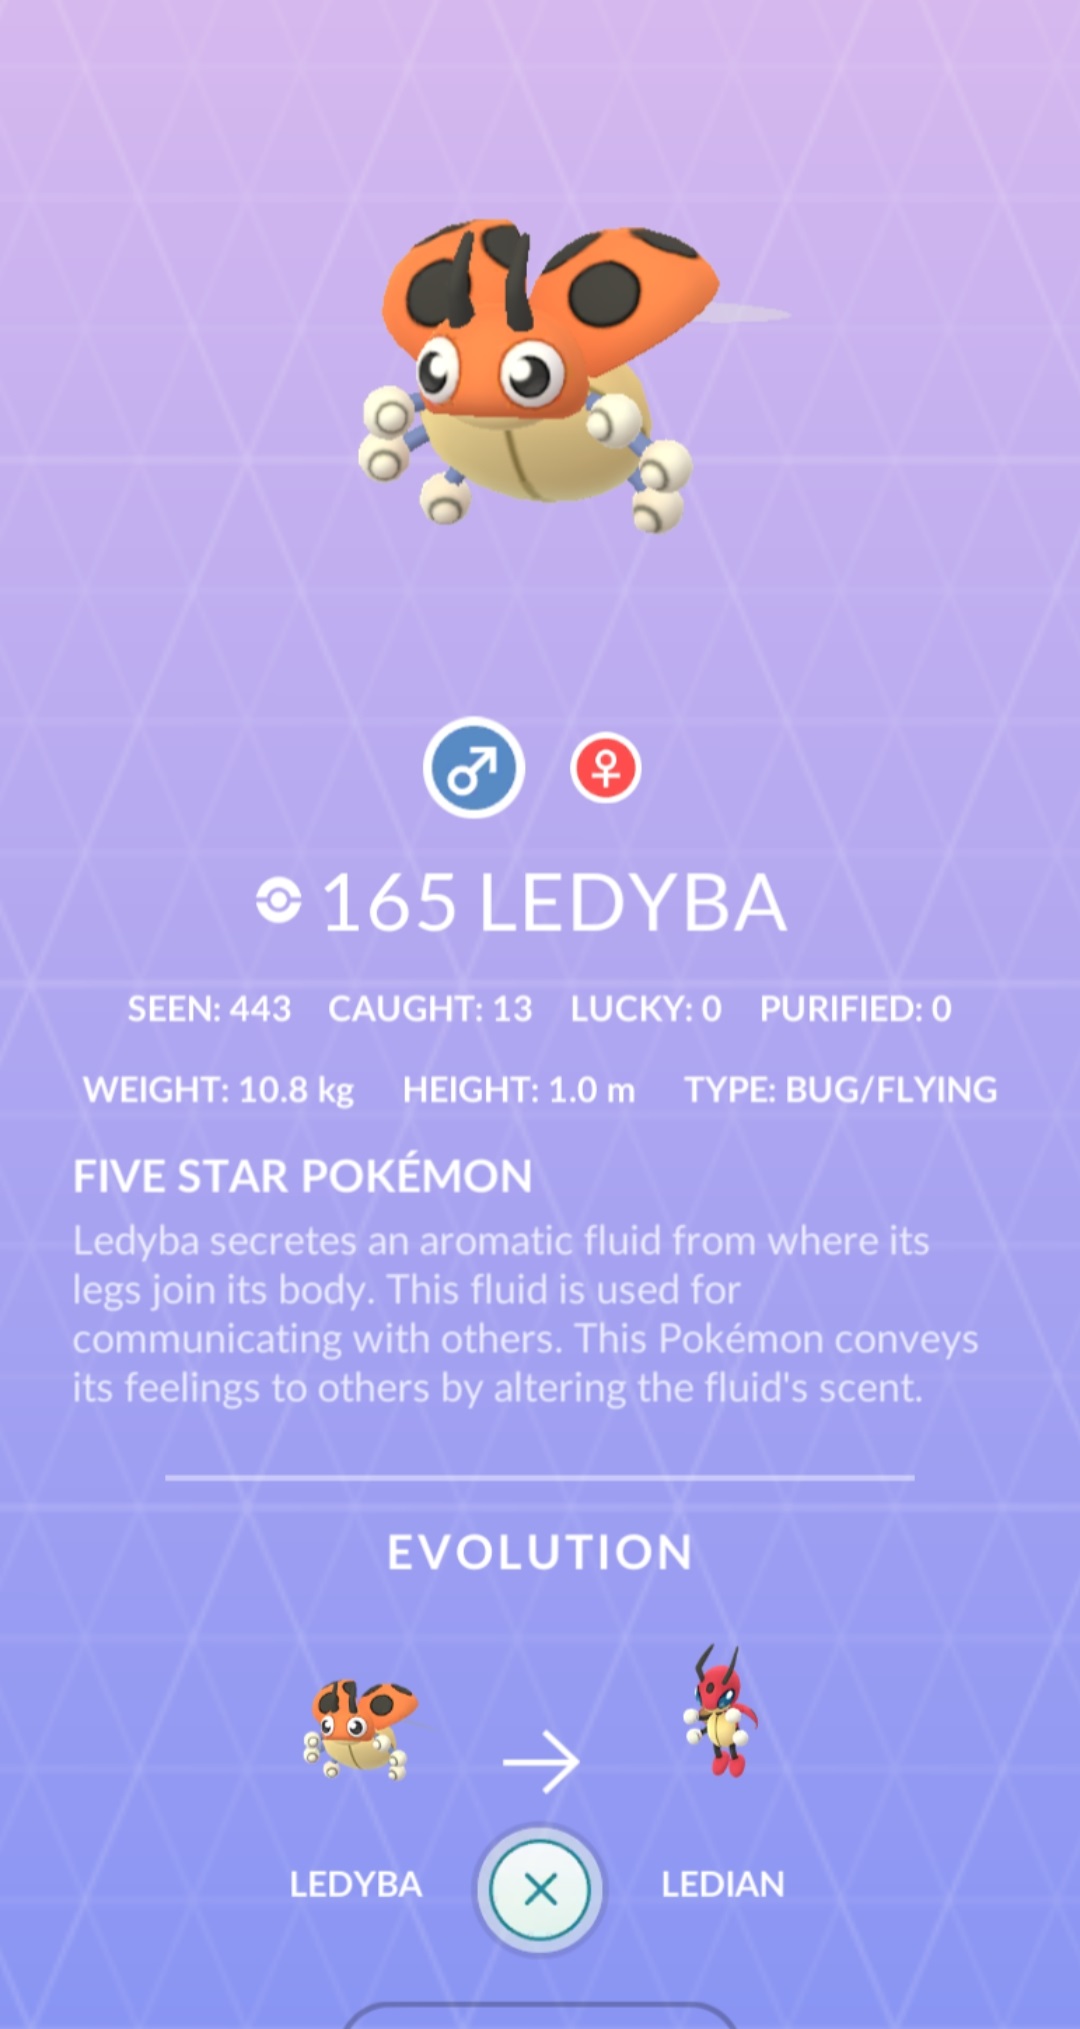 165 LEDYBA
SEEN: 443 CAUGHT: 13 LUCKY: 0 PURIFIED: 0
WEIGHT: 10.8 kg HEIGHT: 1.0 m TYPE: BUG/FLYING
FIVE STAR POKÉMON
Ledyba secretes an aromatic fluid from where its
legs join its body. This fluid is used for
communicating with others. This Pokémon conveys
its feelings to others by altering the fluid's scent.
EVOLUTION
LEDYBA LEDIAN